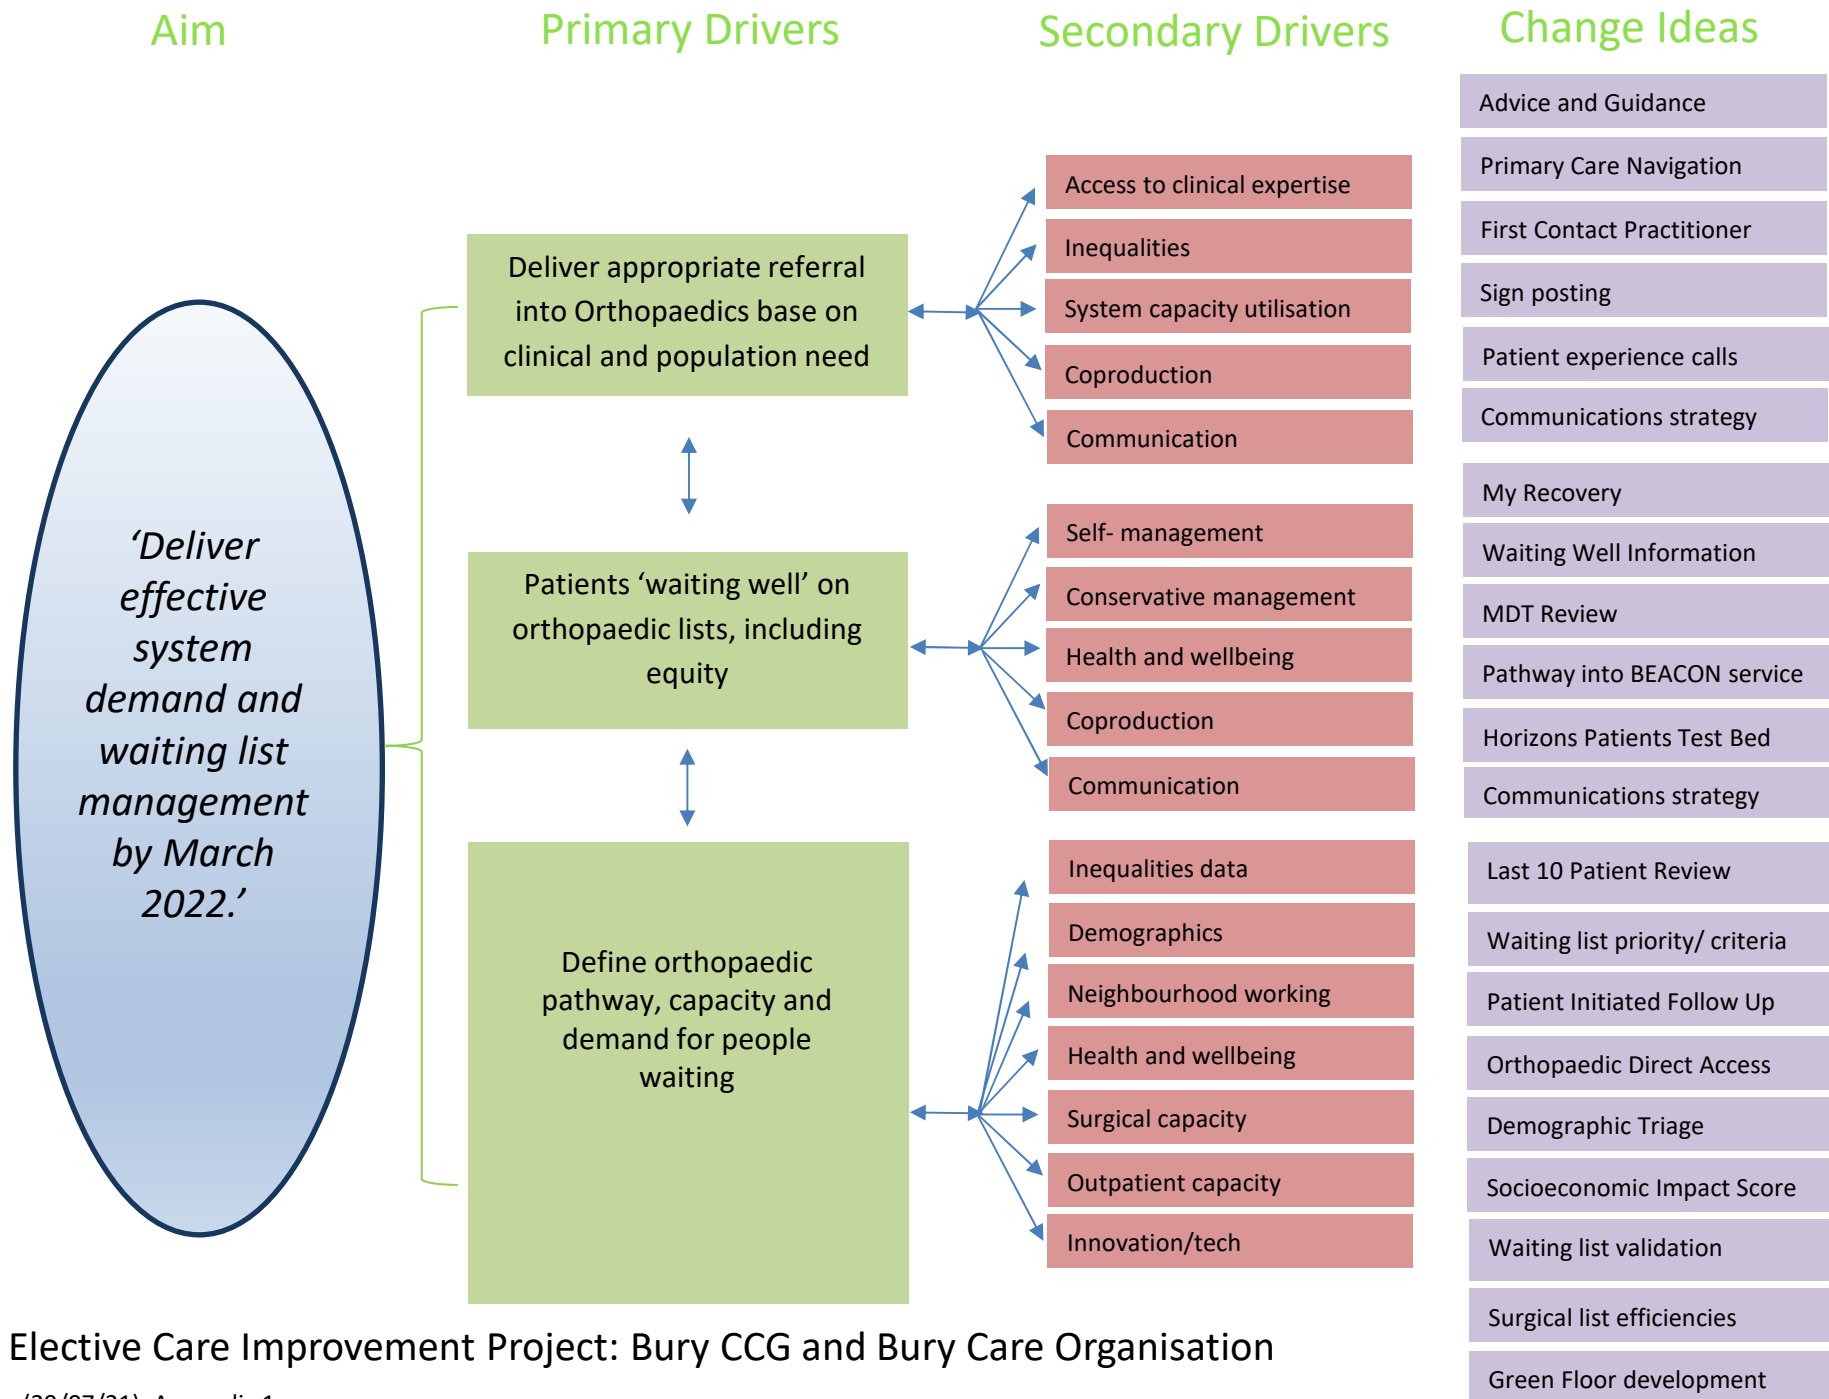 Aim
Primary Drivers
Secondary Drivers
Change Ideas
‘Deliver
effective
system
demand and
waiting list
management
by March
2022.’
Deliver appropriate referral
into Orthopaedics base on
clinical and population need
Access to clinical expertise
Inequalities
System capacity utilisation
Coproduction
Communication
Advice and Guidance
Primary Care Navigation
First Contact Practitioner
Sign posting
Patient experience calls
Communications strategy
Patients ‘waiting well’ on
orthopaedic lists, including
equity
Self- management
Conservative management
Health and wellbeing
Coproduction
Communication
My Recovery
Waiting Well Information
MDT Review
Pathway into BEACON service
Horizons Patients Test Bed
Communications strategy
Define orthopaedic
pathway, capacity and
demand for people
waiting
Inequalities data
Demographics
Neighbourhood working
Health and wellbeing
Surgical capacity
Outpatient capacity
Innovation/tech
Last 10 Patient Review
Waiting list priority/ criteria
Patient Initiated Follow Up
Orthopaedic Direct Access
Demographic Triage
Socioeconomic Impact Score
Waiting list validation
Surgical list efficiencies
Green Floor development
Elective Care Improvement Project: Bury CCG and Bury Care Organisation